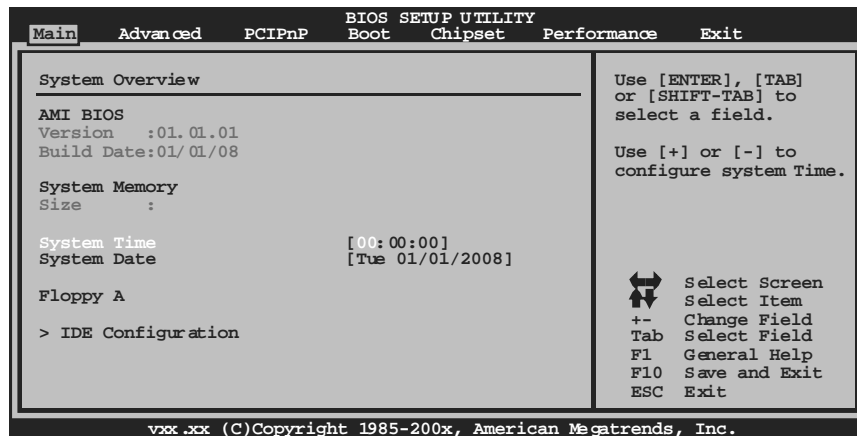 BIOS SETUP UTILITY
Main Advanced PCIPnP Boot Chipset Performance Exit
System Overview
AMI BIOS
Version :01.01.01
Build Date:01/01/08
System Memory
Size :
System Time [00:00:00]
System Date [Tue 01/01/2008]
Floppy A
> IDE Configuration
Use [ENTER], [TAB]
or [SHIFT-TAB] to
select a field.
Use [+] or [-] to
configure system Time.
Select Screen
Select Item
+- Change Field
Tab Select Field
F1 General Help
F10 Save and Exit
ESC Exit
vxx.xx (C)Copyright 1985-200x, American Megatrends, Inc.